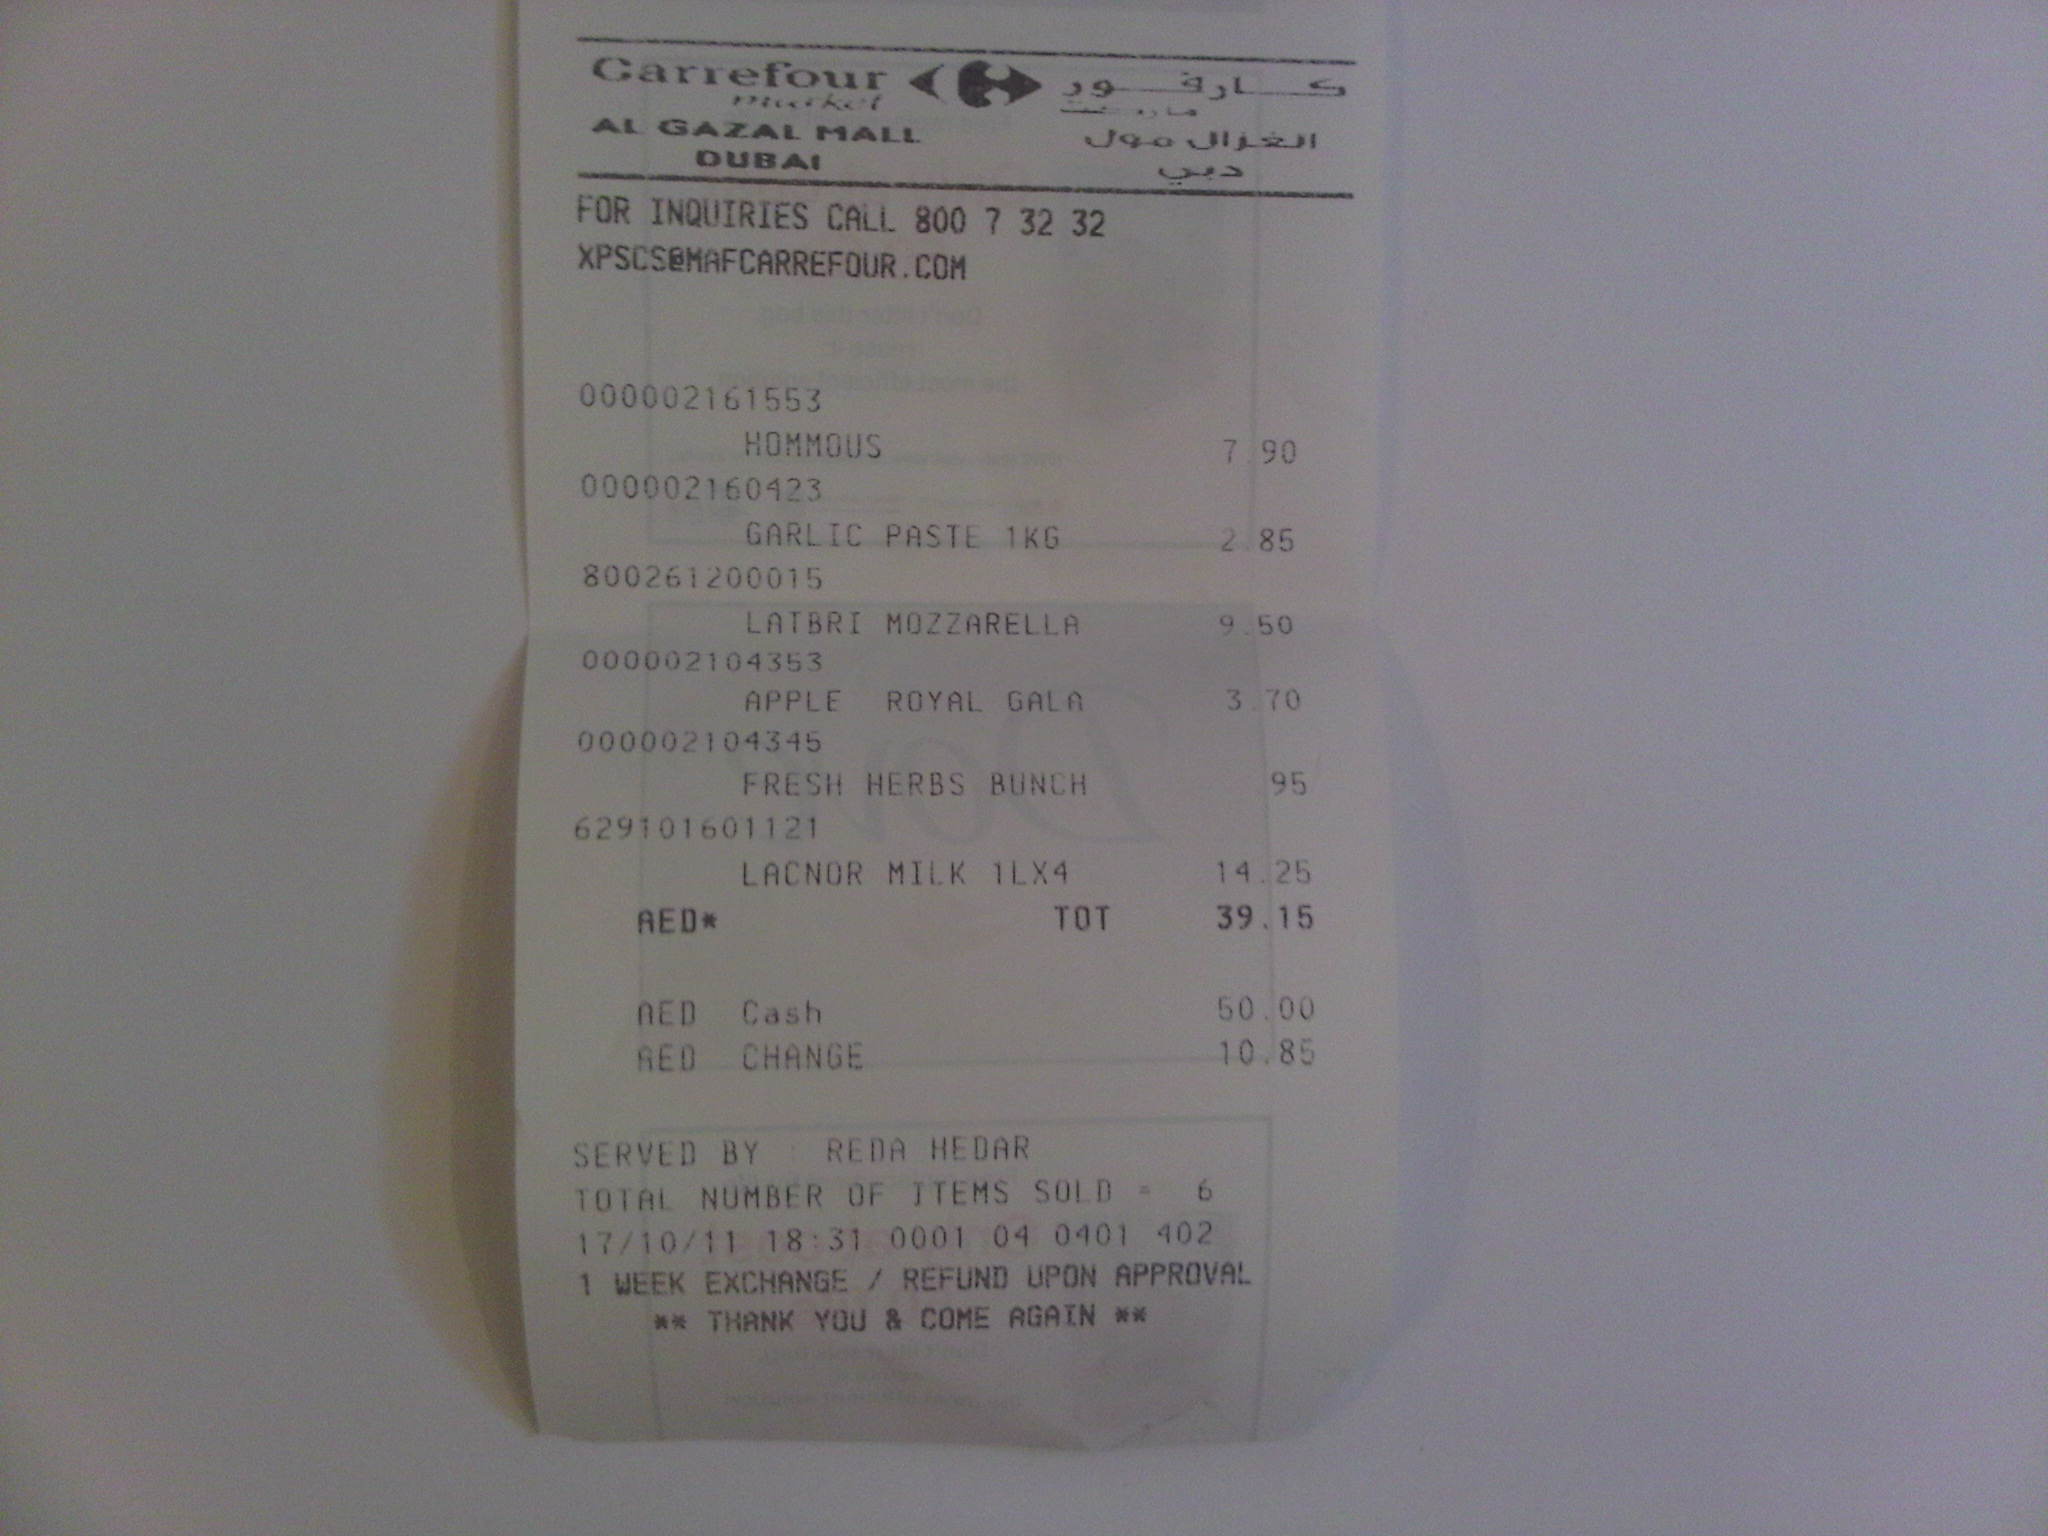 Carrefour كارفور
market ماركت
AL GAZAL MALL الغزال مول
DUBAI دبي
FOR INQUIRIES CALL 800 7 32 32
XPSCS@MAFCARREFOUR.COM
000002161553
HOMMOUS 7.90
000002160423
GARLIC PASTE 1KG 2.85
800261200015
LATBRI MOZZARELLA 9.50
000002104353
APPLE ROYAL GALA 3.70
000002104345
FRESH HERBS BUNCH .95
629101601121
LACNOR MILK 1LX4 14.25
AED* TOT 39.15
AED Cash 50.00
AED CHANGE 10.85
SERVED BY : REDA HEDAR
TOTAL NUMBER OF ITEMS SOLD = 6
17/10/11 18:31 0001 04 0401 402
1 WEEK EXCHANGE / REFUND UPON APPROVAL
** THANK YOU & COME AGAIN **